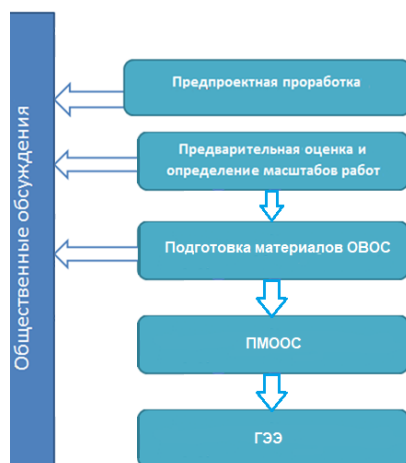 Общественные обсуждения
Предпроектная проработка
Предварительная оценка и
определение масштабов работ
Подготовка материалов ОВОС
ПМООС
ГЭЭ